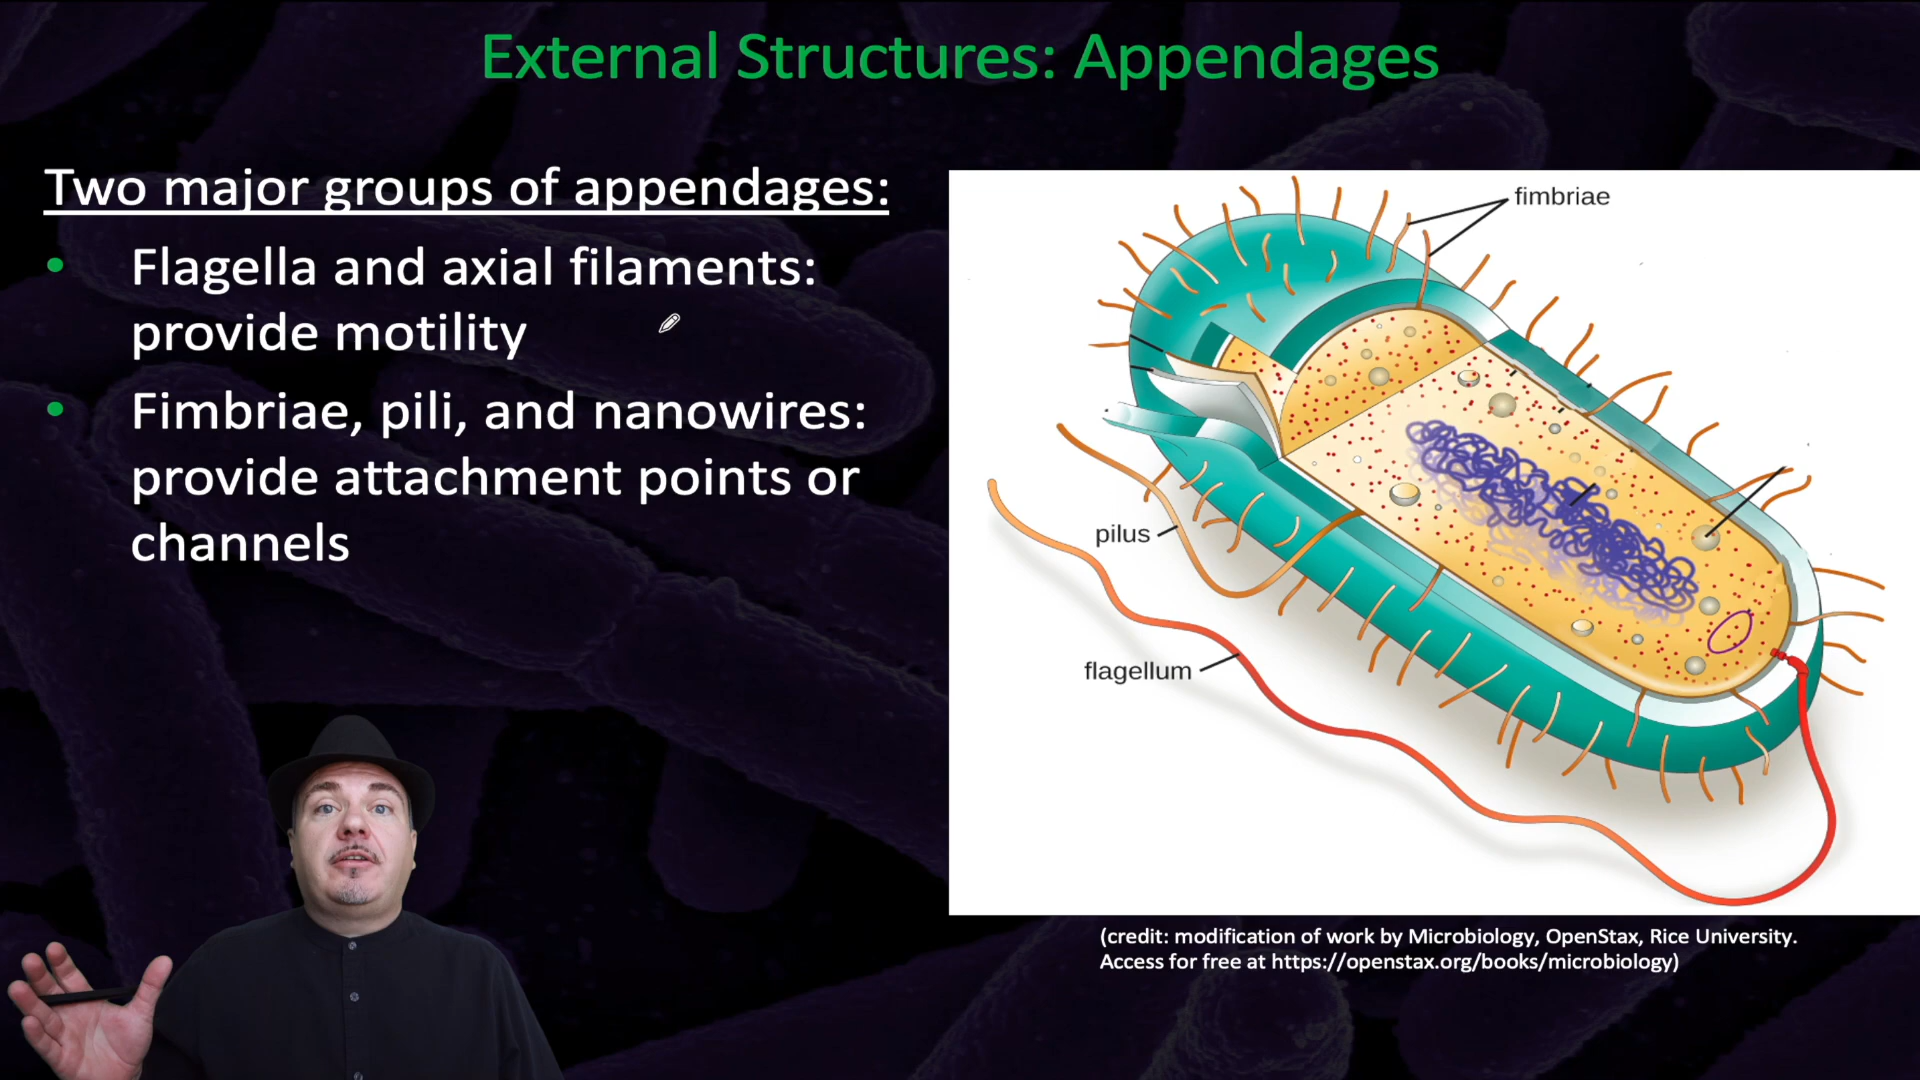 External Structures: Appendages
Two major groups of appendages:
• Flagella and axial filaments:
provide motility
• Fimbriae, pili, and nanowires:
provide attachment points or
channels
fimbriae
pilus
flagellum
(credit: modification of work by Microbiology, OpenStax, Rice University.
Access for free at https://openstax.org/books/microbiology)